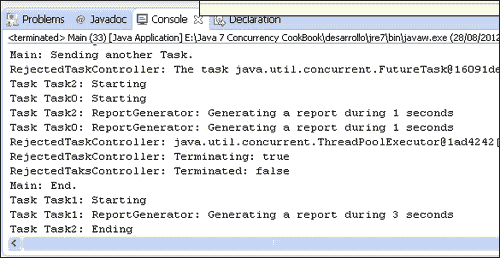 Problems @ Javadoc Console Declaration
<terminated> Main (33) [Java Application] E:\Java 7 Concurrency CookBook\desarrollo\jre7\bin\javaw.exe (28/08/2012
Main: Sending another Task.
RejectedTaskController: The task java.util.concurrent.FutureTask@16091de
Task Task2: Starting
Task Task0: Starting
Task Task2: ReportGenerator: Generating a report during 1 seconds
Task Task0: ReportGenerator: Generating a report during 1 seconds
RejectedTaskController: java.util.concurrent.ThreadPoolExecutor@1ad4242[
RejectedTaskController: Terminating: true
RejectedTaksController: Terminated: false
Main: End.
Task Task1: Starting
Task Task1: ReportGenerator: Generating a report during 3 seconds
Task Task2: Ending